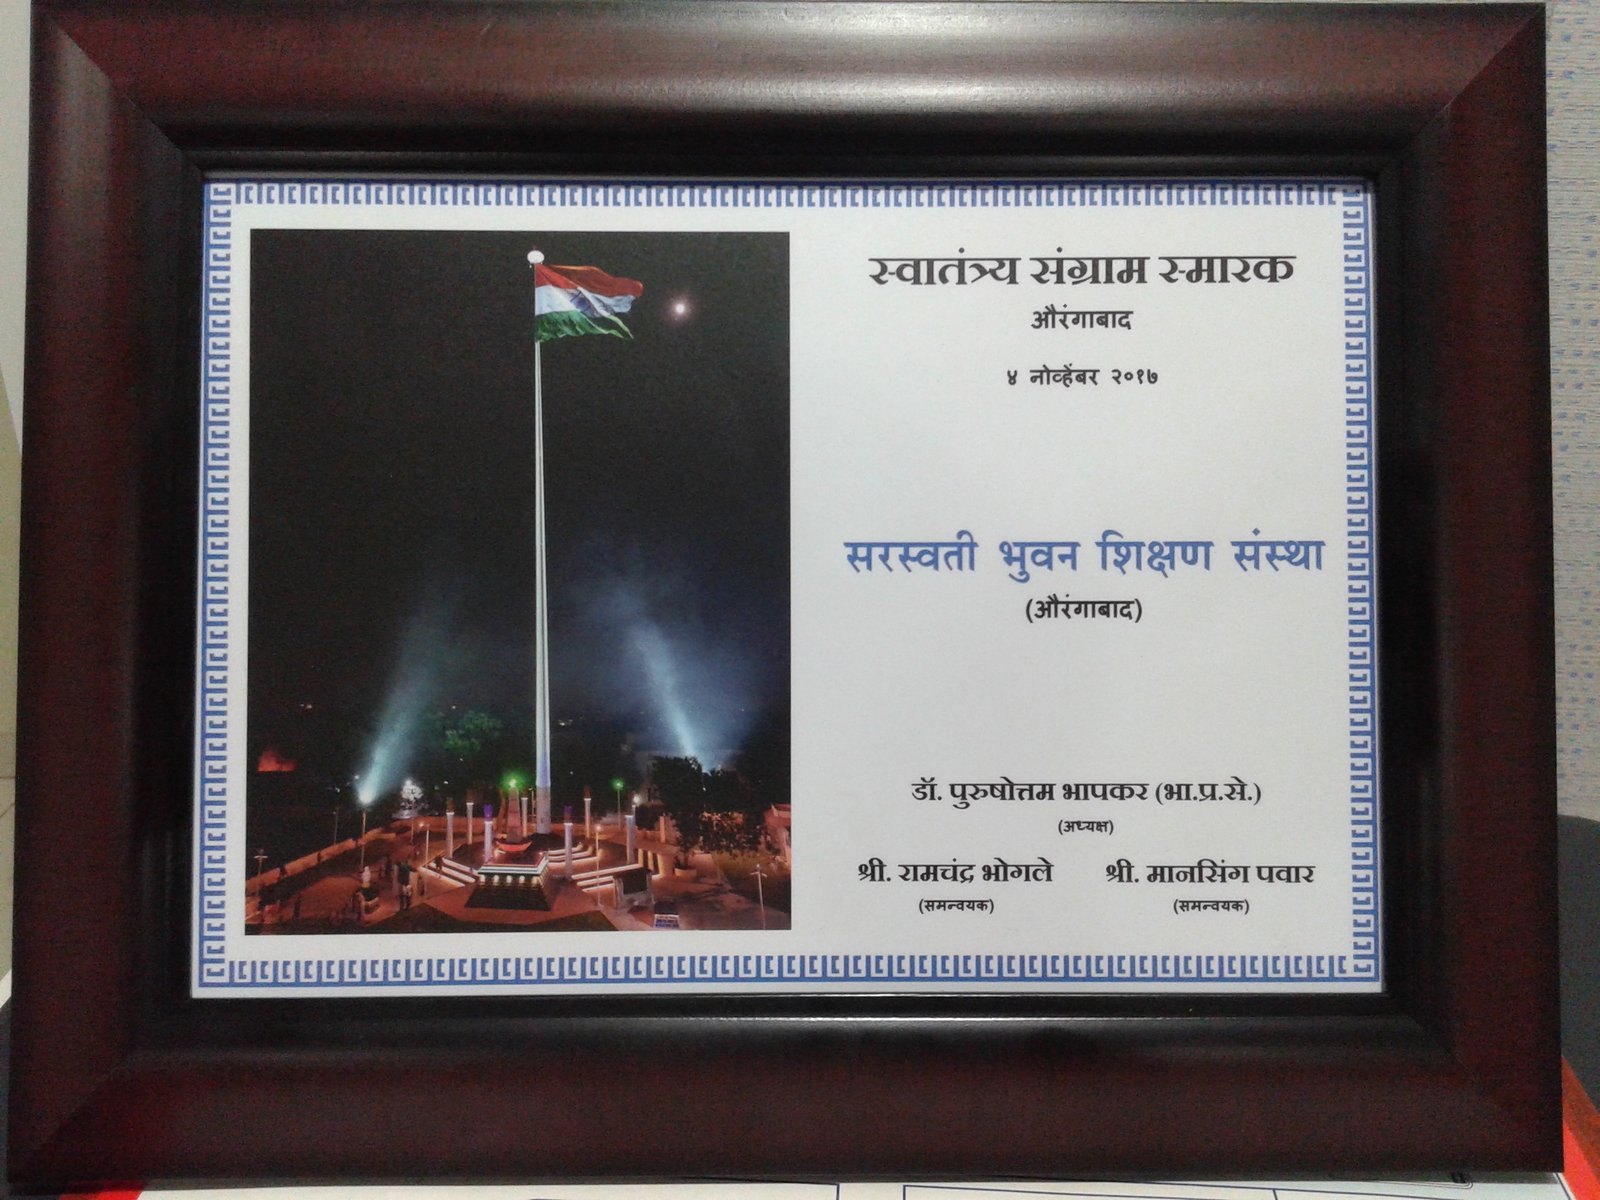 स्वातंत्र्य संग्राम स्मारक
औरंगाबाद
४ नोव्हेंबर २०१७
सरस्वती भुवन शिक्षण संस्था
(औरंगाबाद)
डॉ. पुरुषोत्तम भापकर (भा.प्र.से.)
(अध्यक्ष)
श्री. रामचंद्र भोगले श्री. मानसिंग पवार
(समन्वयक) (समन्वयक)